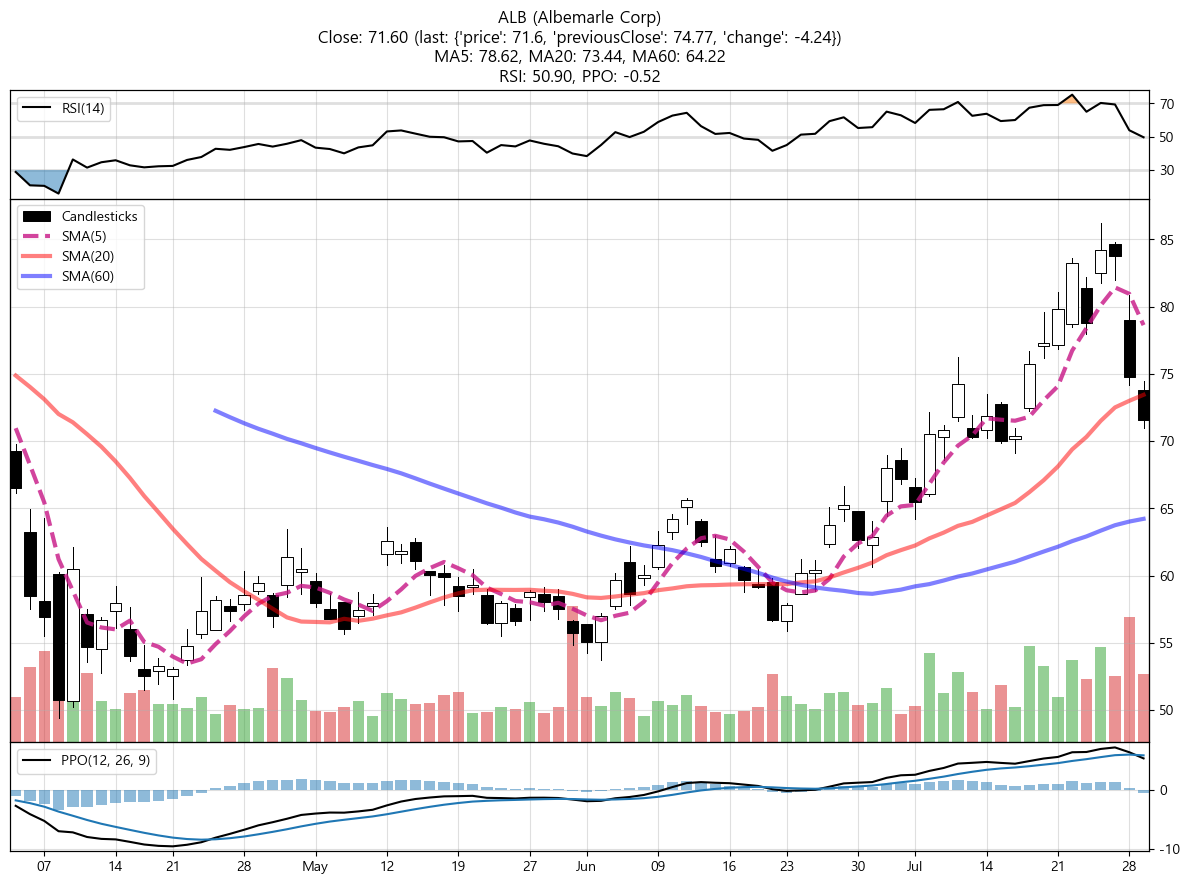 ALB (Albemarle Corp)
Close: 71.60 (last: {'price': 71.6, 'previousClose': 74.77, 'change': -4.24})
MA5: 78.62, MA20: 73.44, MA60: 64.22
RSI: 50.90, PPO: -0.52
RSI(14)
70
50
30
Candlesticks
SMA(5)
SMA(20)
SMA(60)
85
80
75
70
65
60
55
50
PPO(12, 26, 9)
0
-10
07 14 21 28 May 12 19 27 Jun 09 16 23 30 Jul 14 21 28